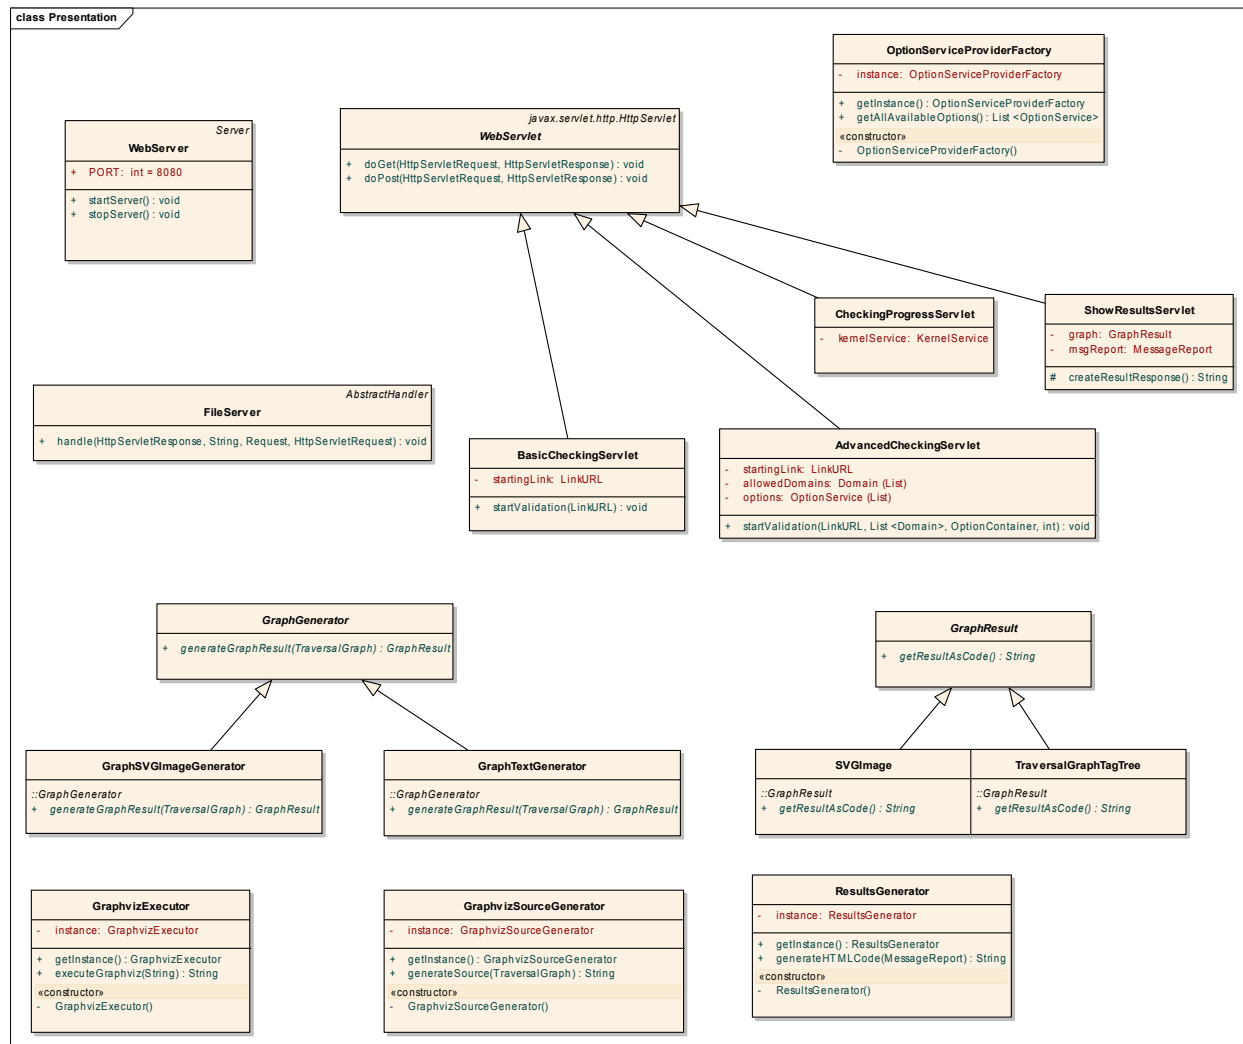 class Presentation
OptionServiceProviderFactory
- instance: OptionServiceProviderFactory
+ getInstance() : OptionServiceProviderFactory
+ getAllAvailableOptions() : List <OptionService>
«constructor»
- OptionServiceProviderFactory()
Server
WebServer
+ PORT: int = 8080
+ startServer() : void
+ stopServer() : void
javax.servlet.http.HttpServlet
WebServlet
+ doGet(HttpServletRequest, HttpServletResponse) : void
+ doPost(HttpServletRequest, HttpServletResponse) : void
CheckingProgressServlet
- kernelService: KernelService
ShowResultsServlet
- graph: GraphResult
- msgReport: MessageReport
# createResultResponse() : String
AbstractHandler
FileServer
+ handle(HttpServletResponse, String, Request, HttpServletRequest) : void
BasicCheckingServlet
- startingLink: LinkURL
+ startValidation(LinkURL) : void
AdvancedCheckingServlet
- startingLink: LinkURL
- allowedDomains: Domain (List)
- options: OptionService (List)
+ startValidation(LinkURL, List <Domain>, OptionContainer, int) : void
GraphGenerator
+ generateGraphResult(TraversalGraph) : GraphResult
GraphResult
+ getResultAsCode() : String
GraphSVGImageGenerator
::GraphGenerator
+ generateGraphResult(TraversalGraph) : GraphResult
GraphTextGenerator
::GraphGenerator
+ generateGraphResult(TraversalGraph) : GraphResult
SVGImage
::GraphResult
+ getResultAsCode() : String
TraversalGraphTagTree
::GraphResult
+ getResultAsCode() : String
GraphvizExecutor
- instance: GraphvizExecutor
+ getInstance() : GraphvizExecutor
+ executeGraphviz(String) : String
«constructor»
- GraphvizExecutor()
GraphvizSourceGenerator
- instance: GraphvizSourceGenerator
+ getInstance() : GraphvizSourceGenerator
+ generateSource(TraversalGraph) : String
«constructor»
- GraphvizSourceGenerator()
ResultsGenerator
- instance: ResultsGenerator
+ getInstance() : ResultsGenerator
+ generateHTMLCode(MessageReport) : String
«constructor»
- ResultsGenerator()